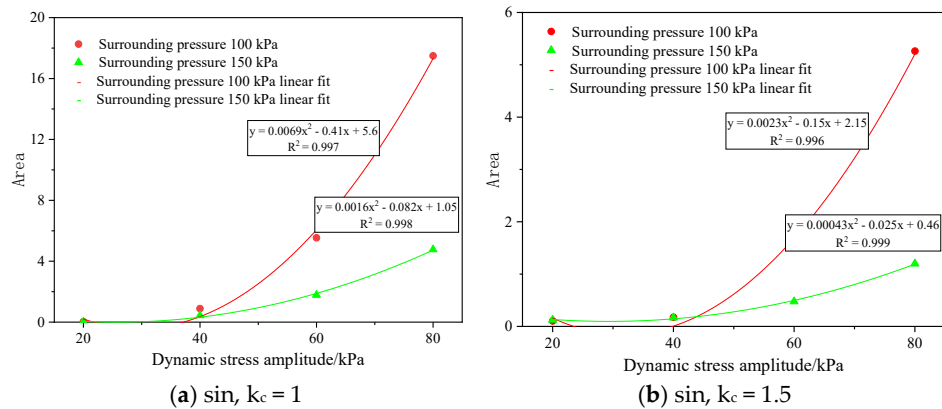 20
16
12
8
4
0
Area
Surrounding pressure 100 kPa
Surrounding pressure 150 kPa
Surrounding pressure 100 kPa linear fit
Surrounding pressure 150 kPa linear fit
y = 0.0069x² - 0.41x + 5.6
R² = 0.997
y = 0.0016x² - 0.082x + 1.05
R² = 0.998
20 40 60 80
Dynamic stress amplitude/kPa
(a) sin, kc = 1
6
4
2
0
Area
Surrounding pressure 100 kPa
Surrounding pressure 150 kPa
Surrounding pressure 100 kPa linear fit
Surrounding pressure 150 kPa linear fit
y = 0.0023x² - 0.15x + 2.15
R² = 0.996
y = 0.00043x² - 0.025x + 0.46
R² = 0.999
20 40 60 80
Dynamic stress amplitude/kPa
(b) sin, kc = 1.5